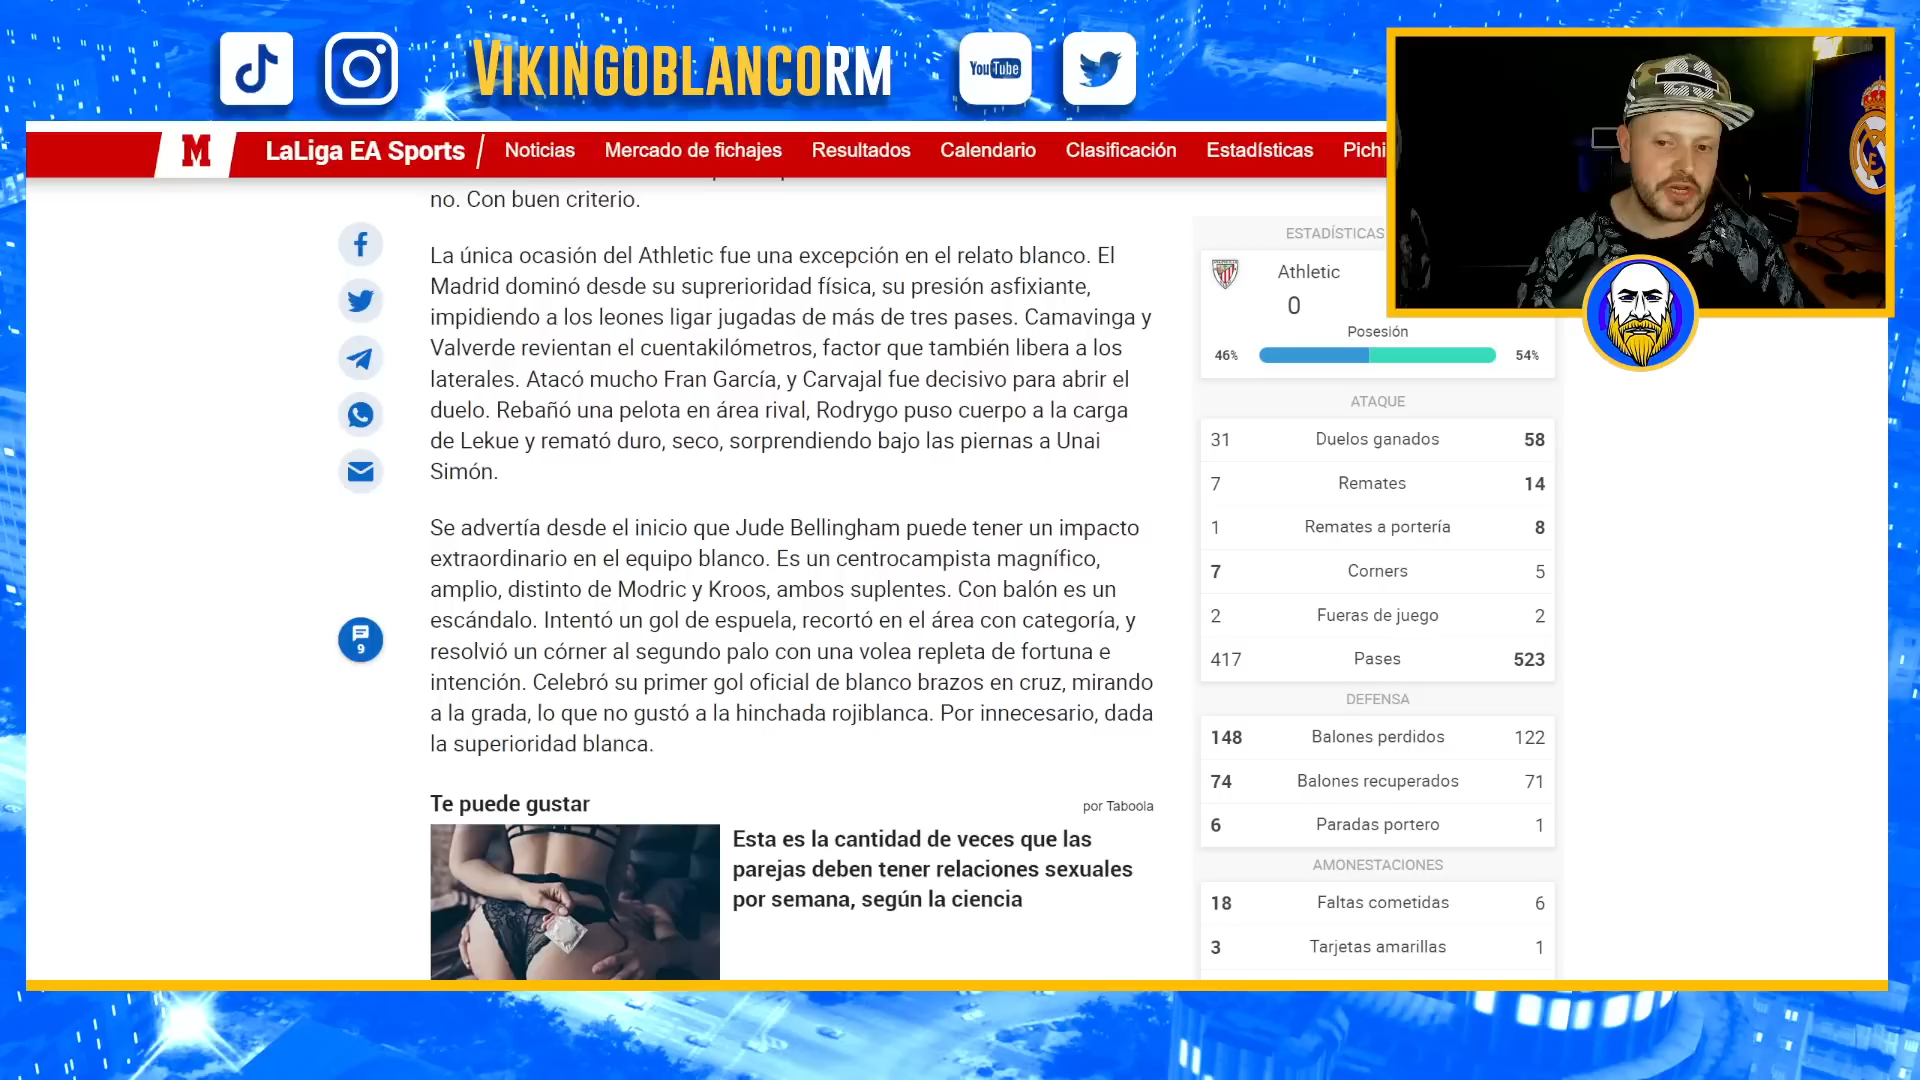 VIKINGOBLANCORM
YouTube
M
LaLiga EA Sports
Noticias
Mercado de fichajes
Resultados
Calendario
Clasificación
Estadísticas
Pichi
no. Con buen criterio.
La única ocasión del Athletic fue una excepción en el relato blanco. El
Madrid dominó desde su suprerioridad física, su presión asfixiante,
impidiendo a los leones ligar jugadas de más de tres pases. Camavinga y
Valverde revientan el cuentakilómetros, factor que también libera a los
laterales. Atacó mucho Fran García, y Carvajal fue decisivo para abrir el
duelo. Rebañó una pelota en área rival, Rodrygo puso cuerpo a la carga
de Lekue y remató duro, seco, sorprendiendo bajo las piernas a Unai
Simón.
Se advertía desde el inicio que Jude Bellingham puede tener un impacto
extraordinario en el equipo blanco. Es un centrocampista magnífico,
amplio, distinto de Modric y Kroos, ambos suplentes. Con balón es un
escándalo. Intentó un gol de espuela, recortó en el área con categoría, y
resolvió un córner al segundo palo con una volea repleta de fortuna e
intención. Celebró su primer gol oficial de blanco brazos en cruz, mirando
a la grada, lo que no gustó a la hinchada rojiblanca. Por innecesario, dada
la superioridad blanca.
9
Te puede gustar
por Taboola
Esta es la cantidad de veces que las
parejas deben tener relaciones sexuales
por semana, según la ciencia
ESTADÍSTICAS
Athletic
0
Posesión
46% 54%
ATAQUE
31 Duelos ganados 58
7 Remates 14
1 Remates a portería 8
7 Corners 5
2 Fueras de juego 2
417 Pases 523
DEFENSA
148 Balones perdidos 122
74 Balones recuperados 71
6 Paradas portero 1
AMONESTACIONES
18 Faltas cometidas 6
3 Tarjetas amarillas 1